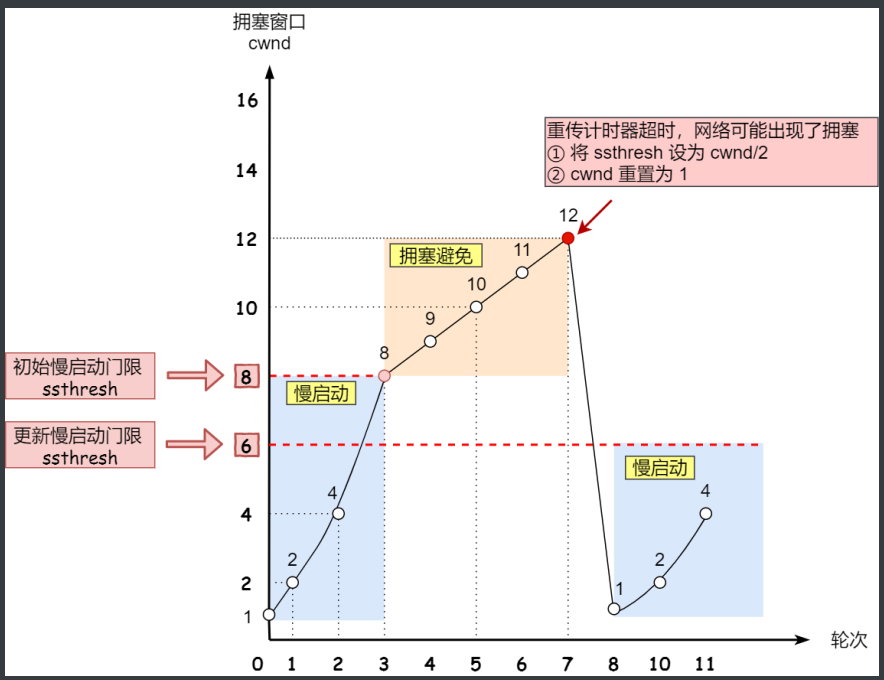 拥塞窗口
cwnd
16
14
重传计时器超时，网络可能出现了拥塞
① 将 ssthresh 设为 cwnd/2
② cwnd 重置为 1
12
12
拥塞避免
11
10
10
9
8
初始慢启动门限
ssthresh
8
慢启动
更新慢启动门限
ssthresh
6
慢启动
4
4
4
2
2
2
1
1
轮次
0 1 2 3 4 5 6 7 8 10 11